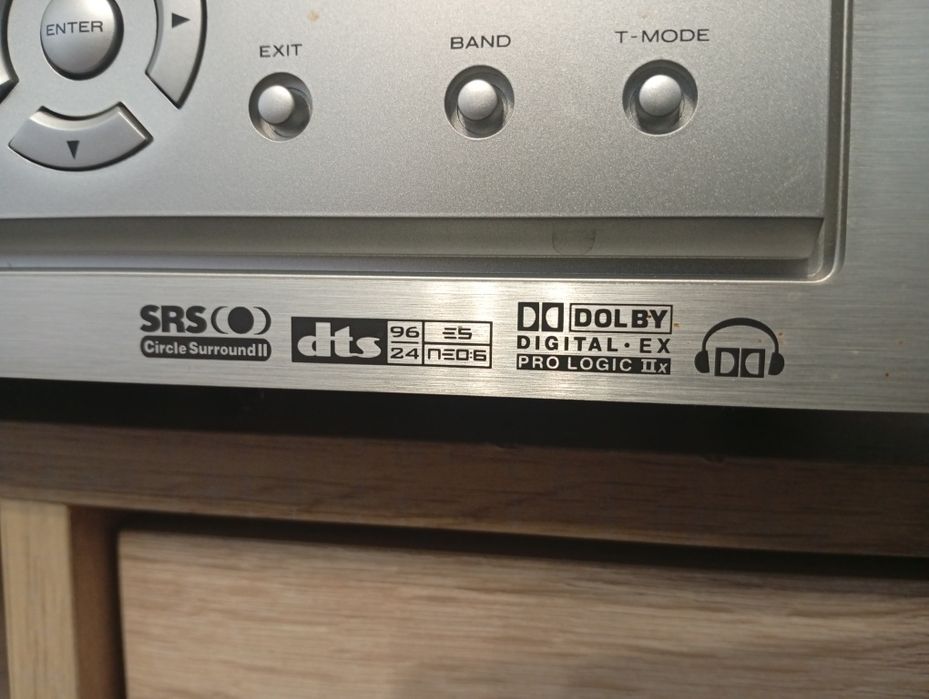 ENTER
EXIT
BAND
T-MODE
SRS
Circle Surround II
dts
96
24
ES
NEO:6
DOLBY
DIGITAL · EX
PRO LOGIC IIx